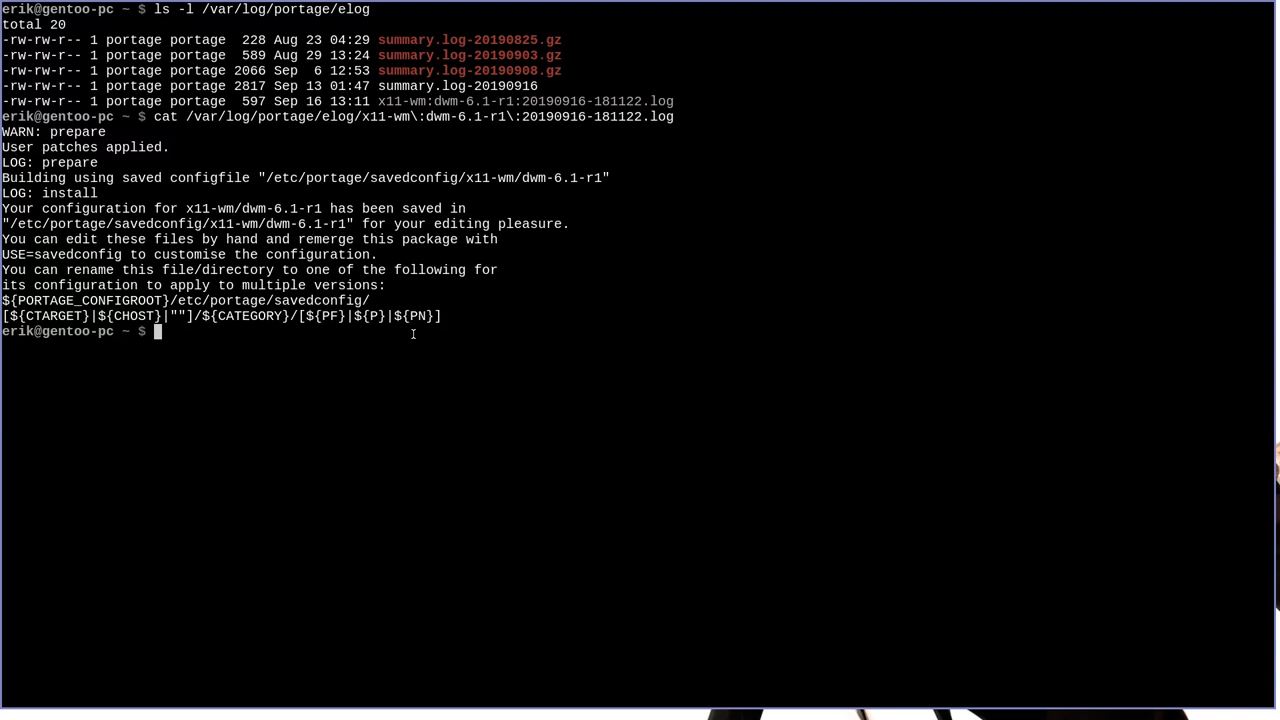 erik@gentoo-pc ~ $ ls -l /var/log/portage/elog
total 20
-rw-rw-r-- 1 portage portage  228 Aug 23 04:29 summary.log-20190825.gz
-rw-rw-r-- 1 portage portage  589 Aug 29 13:24 summary.log-20190903.gz
-rw-rw-r-- 1 portage portage 2066 Sep  6 12:53 summary.log-20190908.gz
-rw-rw-r-- 1 portage portage 2817 Sep 13 01:47 summary.log-20190916
-rw-rw-r-- 1 portage portage  597 Sep 16 13:11 x11-wm:dwm-6.1-r1:20190916-181122.log
erik@gentoo-pc ~ $ cat /var/log/portage/elog/x11-wm\:dwm-6.1-r1\:20190916-181122.log
WARN: prepare
User patches applied.
LOG: prepare
Building using saved configfile "/etc/portage/savedconfig/x11-wm/dwm-6.1-r1"
LOG: install
Your configuration for x11-wm/dwm-6.1-r1 has been saved in
"/etc/portage/savedconfig/x11-wm/dwm-6.1-r1" for your editing pleasure.
You can edit these files by hand and remerge this package with
USE=savedconfig to customise the configuration.
You can rename this file/directory to one of the following for
its configuration to apply to multiple versions:
${PORTAGE_CONFIGROOT}/etc/portage/savedconfig/
[${CTARGET}|${CHOST}|""]/${CATEGORY}/[${PF}|${P}|${PN}]
erik@gentoo-pc ~ $